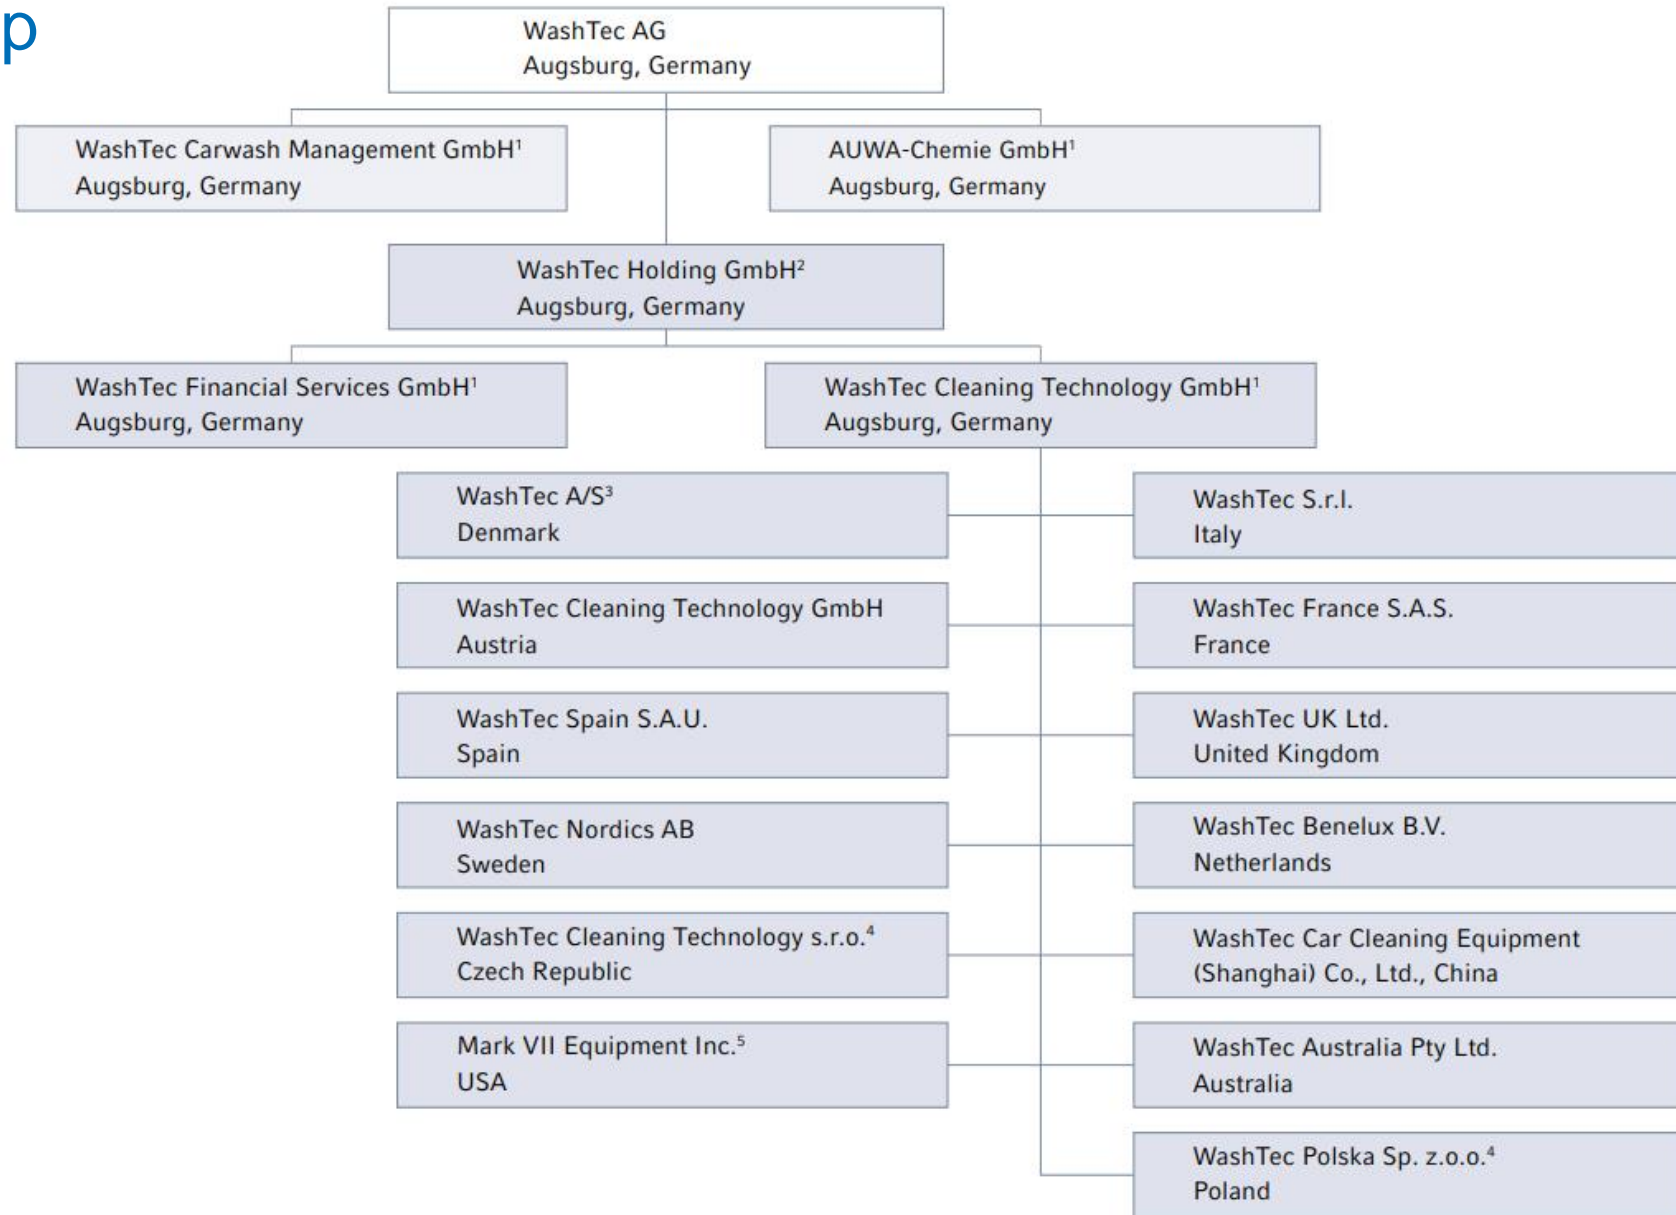 p
WashTec AG
Augsburg, Germany
WashTec Carwash Management GmbH¹
Augsburg, Germany
AUWA-Chemie GmbH¹
Augsburg, Germany
WashTec Holding GmbH²
Augsburg, Germany
WashTec Financial Services GmbH¹
Augsburg, Germany
WashTec Cleaning Technology GmbH¹
Augsburg, Germany
WashTec A/S³
Denmark
WashTec S.r.l.
Italy
WashTec Cleaning Technology GmbH
Austria
WashTec France S.A.S.
France
WashTec Spain S.A.U.
Spain
WashTec UK Ltd.
United Kingdom
WashTec Nordics AB
Sweden
WashTec Benelux B.V.
Netherlands
WashTec Cleaning Technology s.r.o.⁴
Czech Republic
WashTec Car Cleaning Equipment
(Shanghai) Co., Ltd., China
Mark VII Equipment Inc.⁵
USA
WashTec Australia Pty Ltd.
Australia
WashTec Polska Sp. z.o.o.⁴
Poland